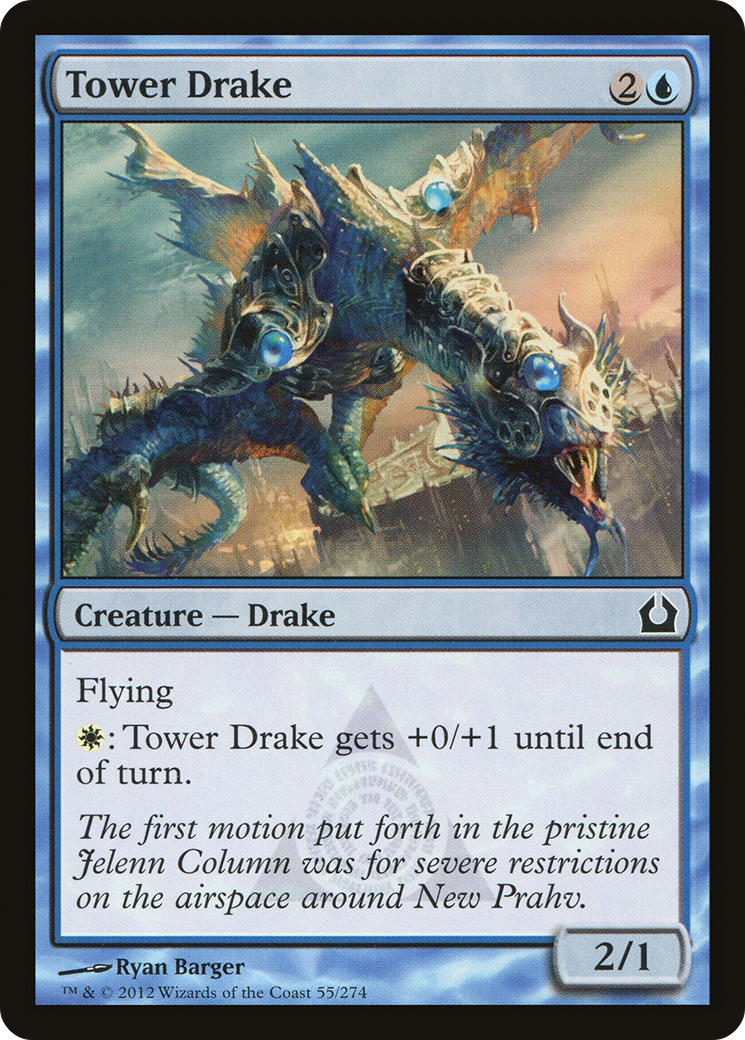 Tower Drake
2
Creature — Drake
Flying
: Tower Drake gets +0/+1 until end
of turn.
The first motion put forth in the pristine
Jelenn Column was for severe restrictions
on the airspace around New Prahv.
2/1
Ryan Barger
™ & © 2012 Wizards of the Coast 55/274